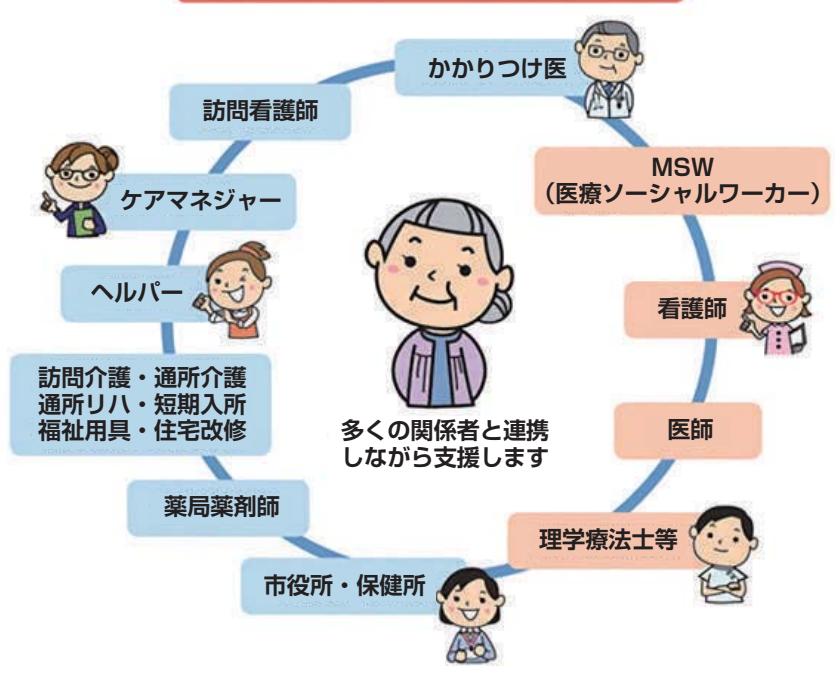 かかりつけ医
訪問看護師
MSW
（医療ソーシャルワーカー）
ケアマネジャー
ヘルパー
看護師
訪問介護・通所介護
通所リハ・短期入所
福祉用具・住宅改修
多くの関係者と連携
しながら支援します
医師
薬局薬剤師
理学療法士等
市役所・保健所